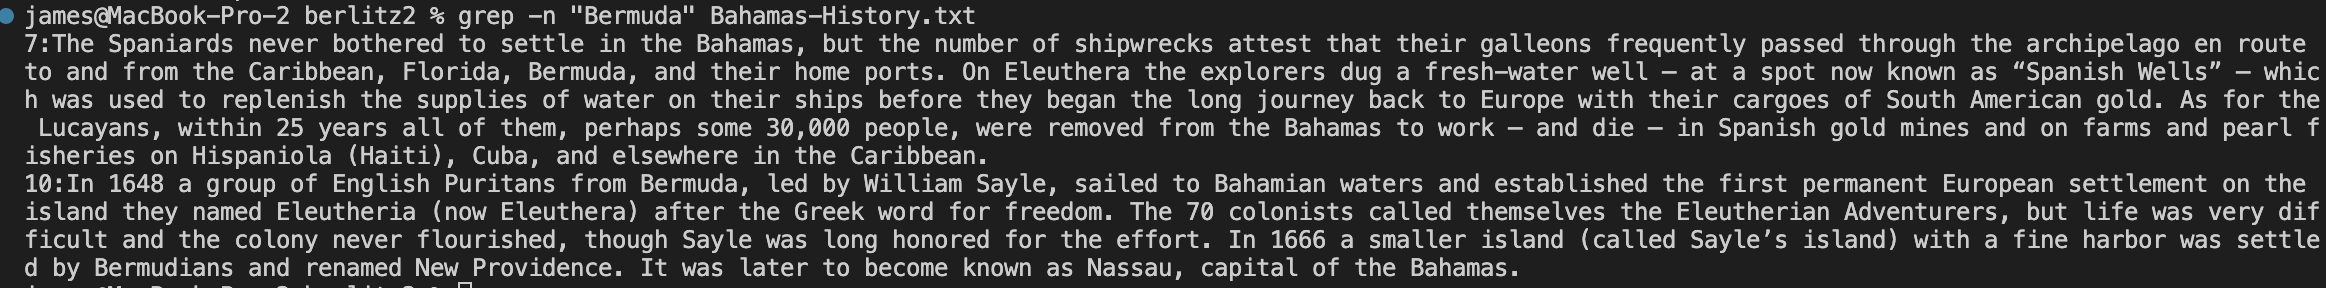 james@MacBook-Pro-2 berlitz2 % grep -n "Bermuda" Bahamas-History.txt
7:The Spaniards never bothered to settle in the Bahamas, but the number of shipwrecks attest that their galleons frequently passed through the archipelago en route
to and from the Caribbean, Florida, Bermuda, and their home ports. On Eleuthera the explorers dug a fresh-water well — at a spot now known as “Spanish Wells” — whic
h was used to replenish the supplies of water on their ships before they began the long journey back to Europe with their cargoes of South American gold. As for the
 Lucayans, within 25 years all of them, perhaps some 30,000 people, were removed from the Bahamas to work — and die — in Spanish gold mines and on farms and pearl f
isheries on Hispaniola (Haiti), Cuba, and elsewhere in the Caribbean.
10:In 1648 a group of English Puritans from Bermuda, led by William Sayle, sailed to Bahamian waters and established the first permanent European settlement on the
island they named Eleutheria (now Eleuthera) after the Greek word for freedom. The 70 colonists called themselves the Eleutherian Adventurers, but life was very dif
ficult and the colony never flourished, though Sayle was long honored for the effort. In 1666 a smaller island (called Sayle’s island) with a fine harbor was settle
d by Bermudians and renamed New Providence. It was later to become known as Nassau, capital of the Bahamas.